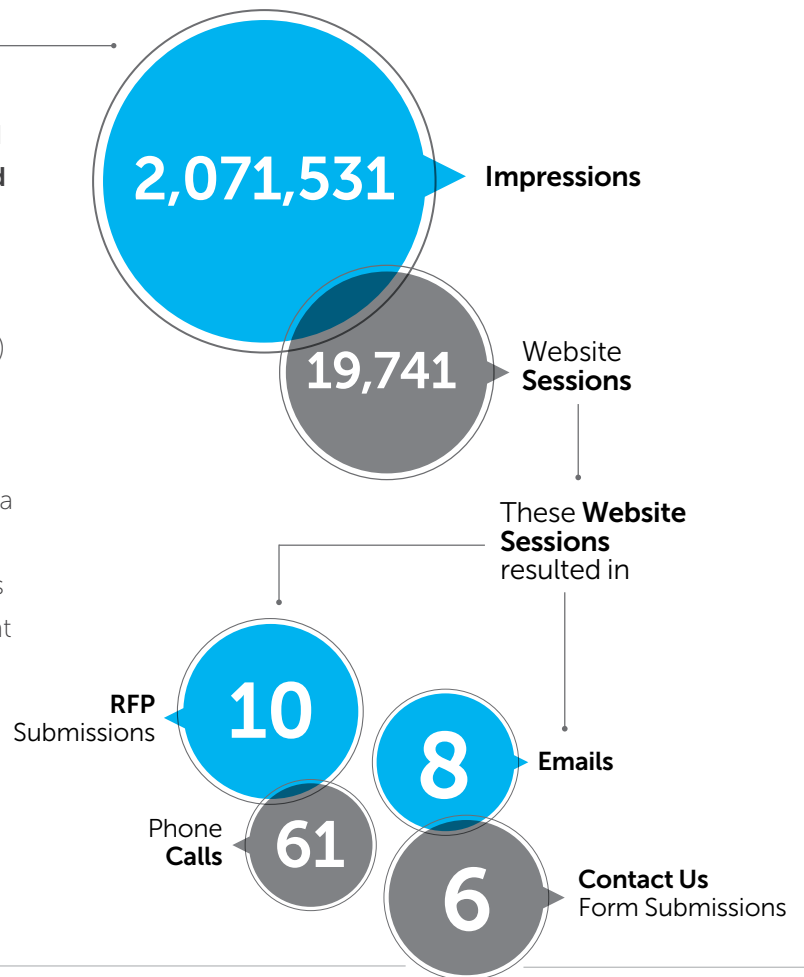 2,071,531
Impressions
19,741
Website
Sessions
)
a
s
These Website
Sessions
resulted in
RFP
Submissions
10
8
Emails
Phone
Calls
61
6
Contact Us
Form Submissions